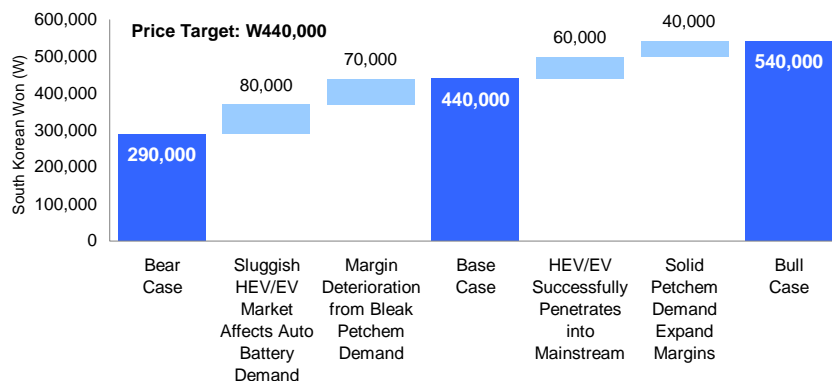 Price Target: W440,000
South Korean Won (W)
600,000
500,000
400,000
300,000
200,000
100,000
0
290,000
80,000
70,000
440,000
60,000
40,000
540,000
Bear
Case
Sluggish
HEV/EV
Market
Affects Auto
Battery
Demand
Margin
Deterioration
from Bleak
Petchem
Demand
Base
Case
HEV/EV
Successfully
Penetrates
into
Mainstream
Solid
Petchem
Demand
Expand
Margins
Bull
Case